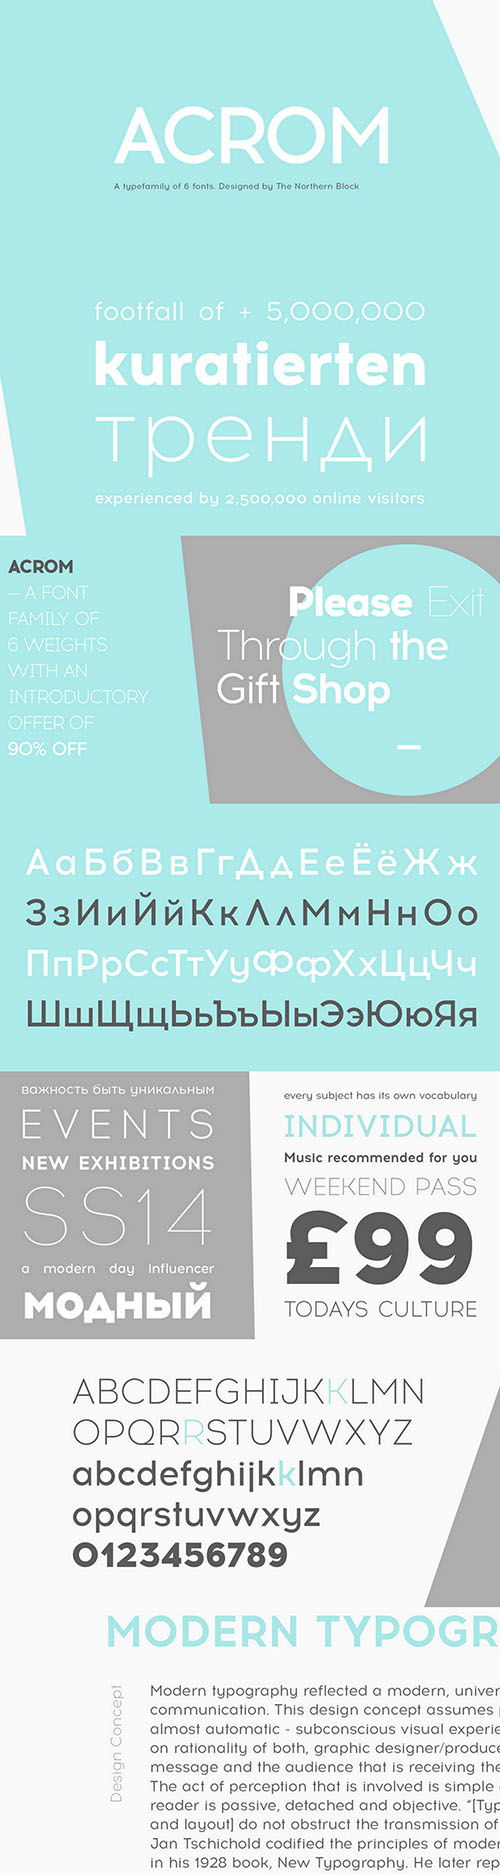 ACROM
A typefamily of 6 fonts. Designed by The Northern Block
footfall of + 5,000,000
kuratierten
тренди
experienced by 2,500,000 online visitors
ACROM
– A FONT
FAMILY OF
6 WEIGHTS
WITH AN
INTRODUCTORY
OFFER OF
90% OFF
Please Exit
Through the
Gift Shop
–
АаБбВвГгДдЕеЁёЖж
ЗзИиЙйКкЛлМмНнОо
ПпРрСсТтУуФфХхЦцЧч
ШшЩщЬьЪъЫыЭэЮюЯя
важность быть уникальным
EVENTS
NEW EXHIBITIONS
SS14
a modern day influencer
МОДНЫЙ
every subject has its own vocabulary
INDIVIDUAL
Music recommended for you
WEEKEND PASS
£99
TODAYS CULTURE
ABCDEFGHIJKKLMN
OPQRRSTUVWXYZ
abcdefghijkklmn
opqrstuvwxyz
0123456789
MODERN TYPOGR
Design Concept
Modern typography reflected a modern, univer
communication. This design concept assumes
almost automatic - subconscious visual experie
on rationality of both, graphic designer/produce
message and the audience that is receiving the
The act of perception that is involved is simple
reader is passive, detached and objective. “[Typ
and layout] do not obstruct the transmission of
Jan Tschichold codified the principles of moder
in his 1928 book, New Typography. He later rep